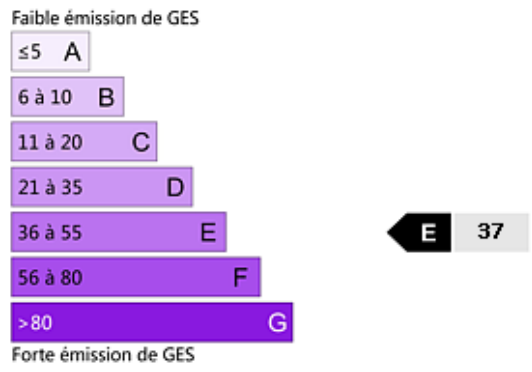 Faible émission de GES
≤5 A
6 à 10 B
11 à 20 C
21 à 35 D
36 à 55 E E 37
56 à 80 F
>80 G
Forte émission de GES